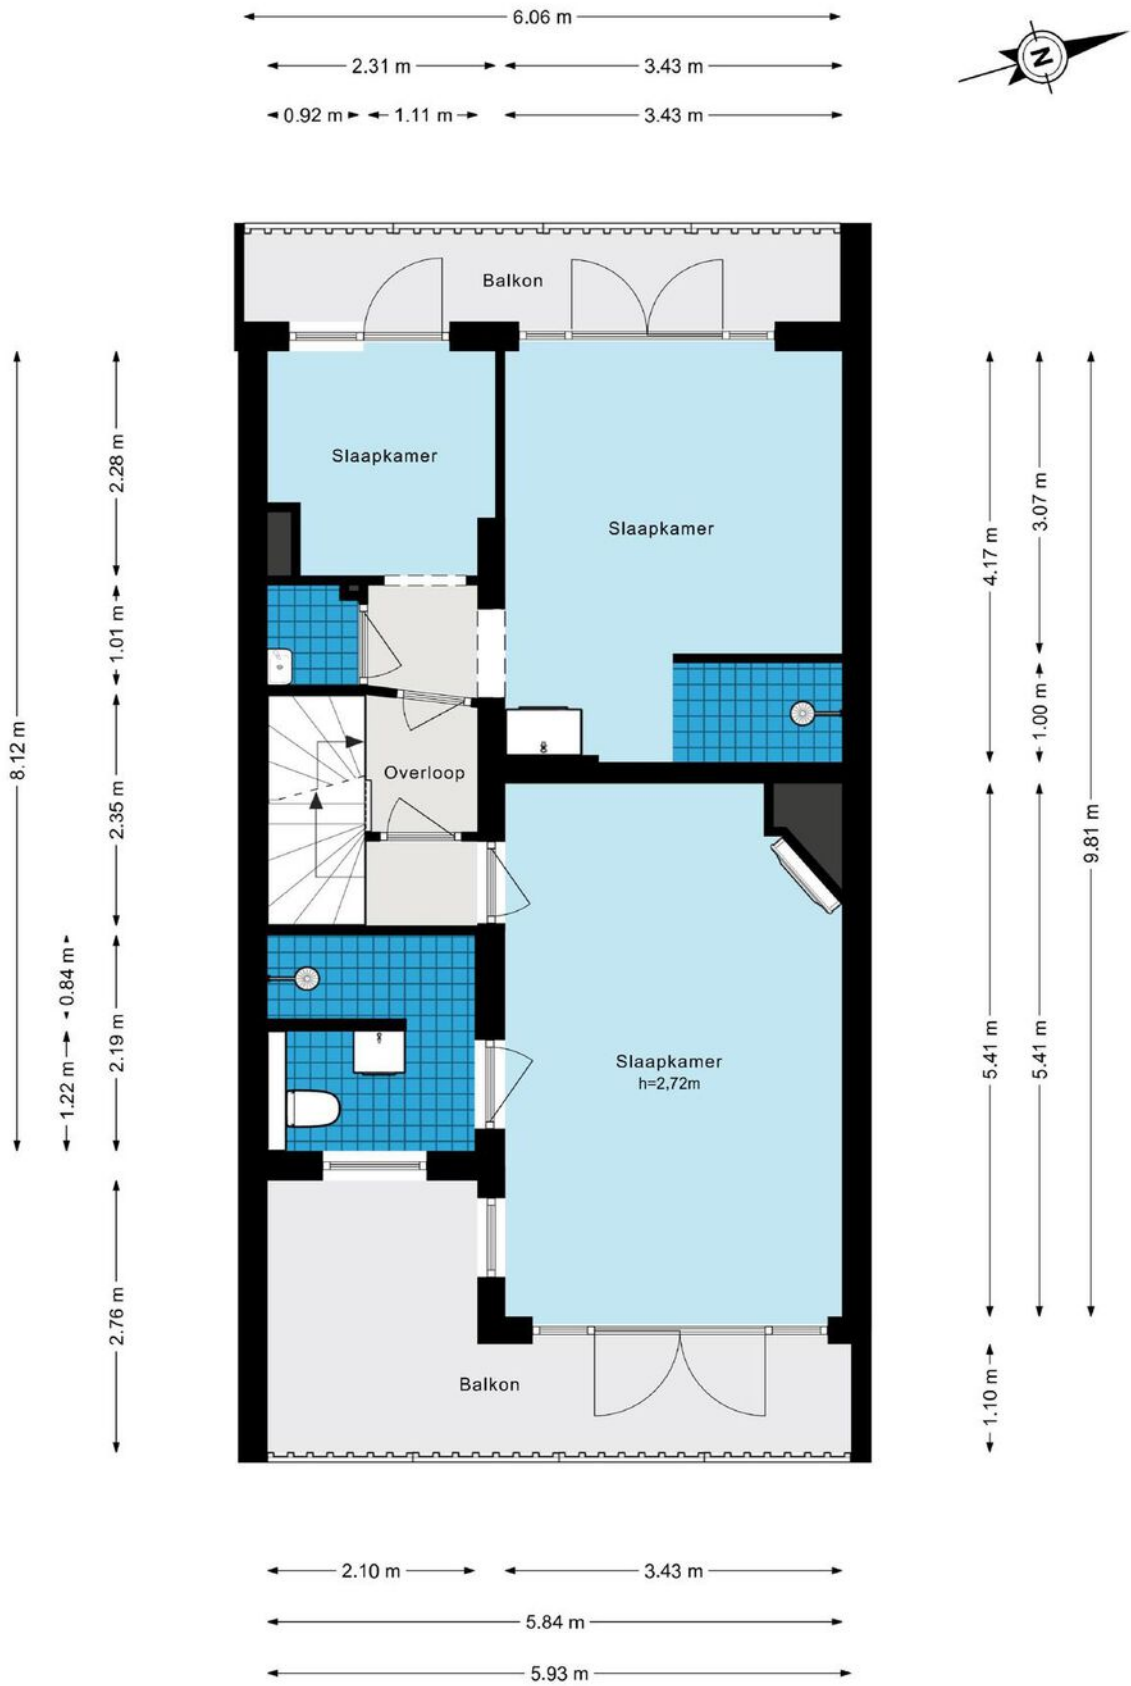 6.06 m
2.31 m
3.43 m
0.92 m
1.11 m
3.43 m
N
Balkon
Slaapkamer
Slaapkamer
2.28 m
3.07 m
4.17 m
1.01 m
1.00 m
8.12 m
Overloop
2.35 m
9.81 m
0.84 m
2.19 m
1.22 m
5.41 m
5.41 m
Slaapkamer
h=2,72m
2.76 m
Balkon
1.10 m
2.10 m
3.43 m
5.84 m
5.93 m